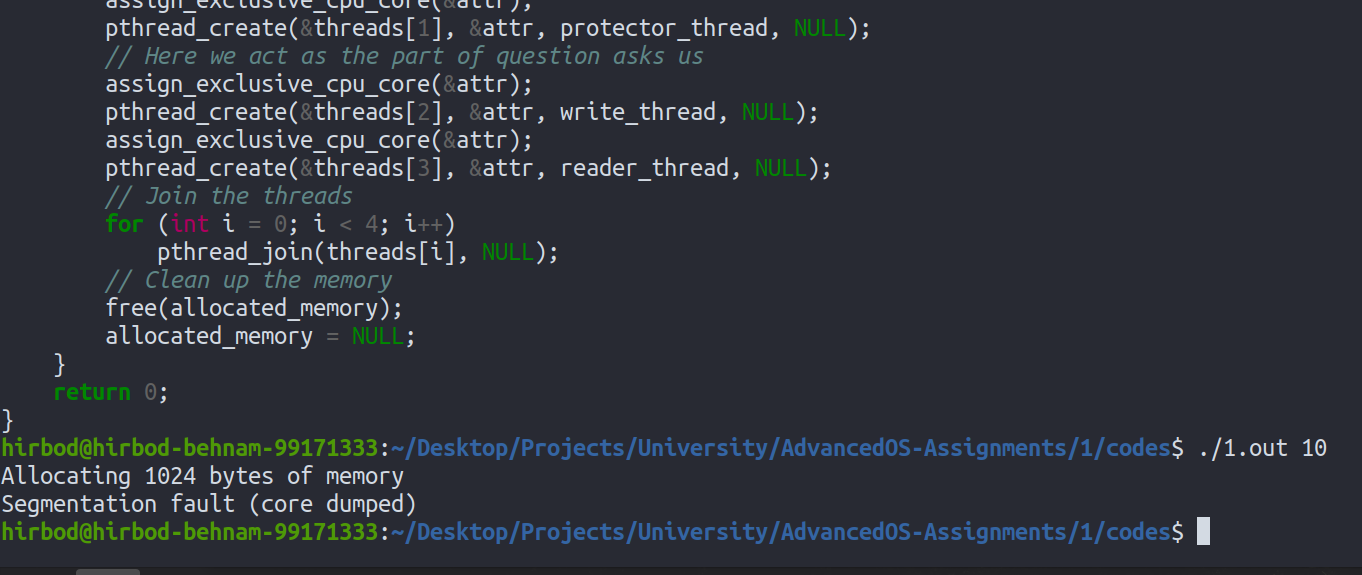 assign_exclusive_cpu_core(&attr);
pthread_create(&threads[1], &attr, protector_thread, NULL);
// Here we act as the part of question asks us
assign_exclusive_cpu_core(&attr);
pthread_create(&threads[2], &attr, write_thread, NULL);
assign_exclusive_cpu_core(&attr);
pthread_create(&threads[3], &attr, reader_thread, NULL);
// Join the threads
for (int i = 0; i < 4; i++)
pthread_join(threads[i], NULL);
// Clean up the memory
free(allocated_memory);
allocated_memory = NULL;
}
return 0;
}
hirbod@hirbod-behnam-99171333:~/Desktop/Projects/University/AdvancedOS-Assignments/1/codes$ ./1.out 10
Allocating 1024 bytes of memory
Segmentation fault (core dumped)
hirbod@hirbod-behnam-99171333:~/Desktop/Projects/University/AdvancedOS-Assignments/1/codes$